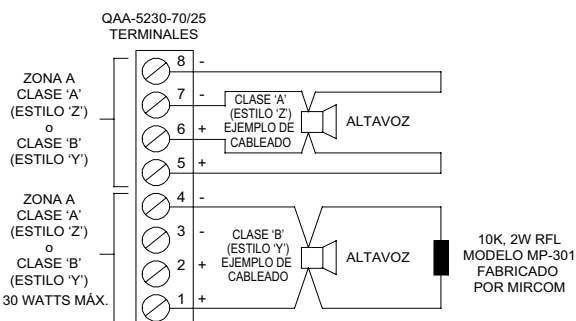 QAA-5230-70/25
TERMINALES
ZONA A
CLASE 'A'
(ESTILO 'Z')
o
CLASE 'B'
(ESTILO 'Y')
8 -
7 -
6 +
5 +
CLASE 'A'
(ESTILO 'Z')
EJEMPLO DE
CABLEADO
ALTAVOZ
ZONA A
CLASE 'A'
(ESTILO 'Z')
o
CLASE 'B'
(ESTILO 'Y')
30 WATTS MÁX.
4 -
3 -
2 +
1 +
CLASE 'B'
(ESTILO 'Y')
EJEMPLO DE
CABLEADO
ALTAVOZ
10K, 2W RFL
MODELO MP-301
FABRICADO
POR MIRCOM